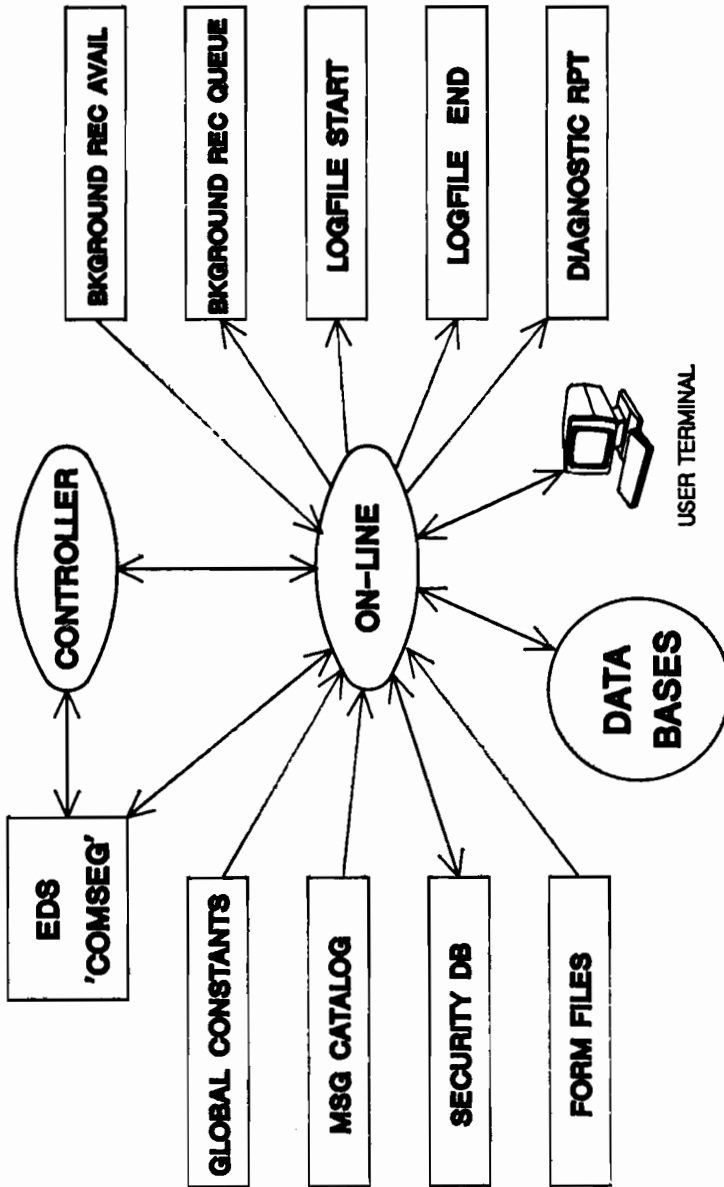 EDS
'COMSEG'
CONTROLLER
BKGROUND REC AVAIL
GLOBAL CONSTANTS
BKGROUND REC QUEUE
MSG CATALOG
ON-LINE
LOGFILE START
SECURITY DB
LOGFILE END
FORM FILES
DATA
BASES
USER TERMINAL
DIAGNOSTIC RPT